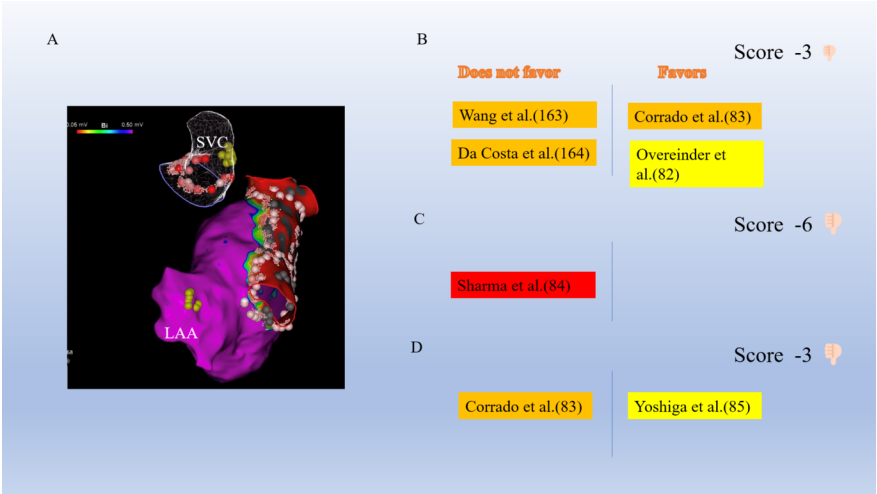 A
0.05 mV
Bi
0.50 mV
SVC
LAA
B
Score -3
Does not favor
Favors
Wang et al.(163)
Corrado et al.(83)
Da Costa et al.(164)
Overeinder et
al.(82)
C
Score -6
Sharma et al.(84)
D
Score -3
Corrado et al.(83)
Yoshiga et al.(85)